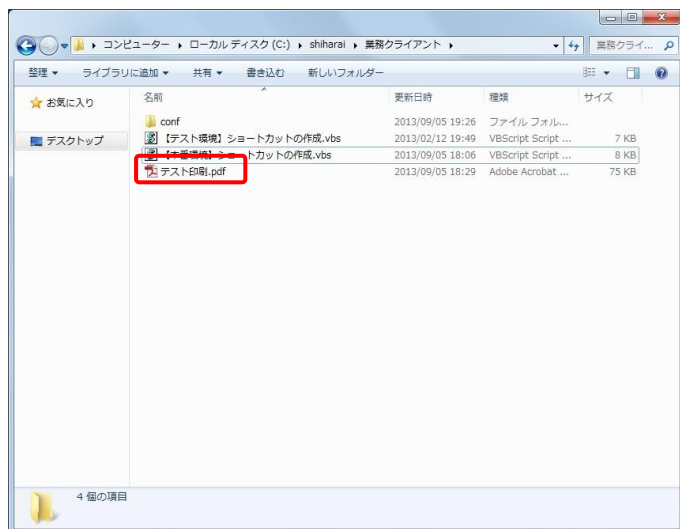 コンピューター ▸ ローカル ディスク (C:) ▸ shiharai ▸ 業務クライアント ▸
業務クライ...
整理 ライブラリに追加 共有 書き込む 新しいフォルダー
お気に入り
デスクトップ
名前 更新日時 種類 サイズ
conf 2013/09/05 19:26 ファイル フォル...
【テスト環境】ショートカットの作成.vbs 2013/02/12 19:49 VBScript Script ... 7 KB
【本番環境】ショートカットの作成.vbs 2013/09/05 18:06 VBScript Script ... 8 KB
テスト印刷.pdf 2013/09/05 18:29 Adobe Acrobat ... 75 KB
4 個の項目